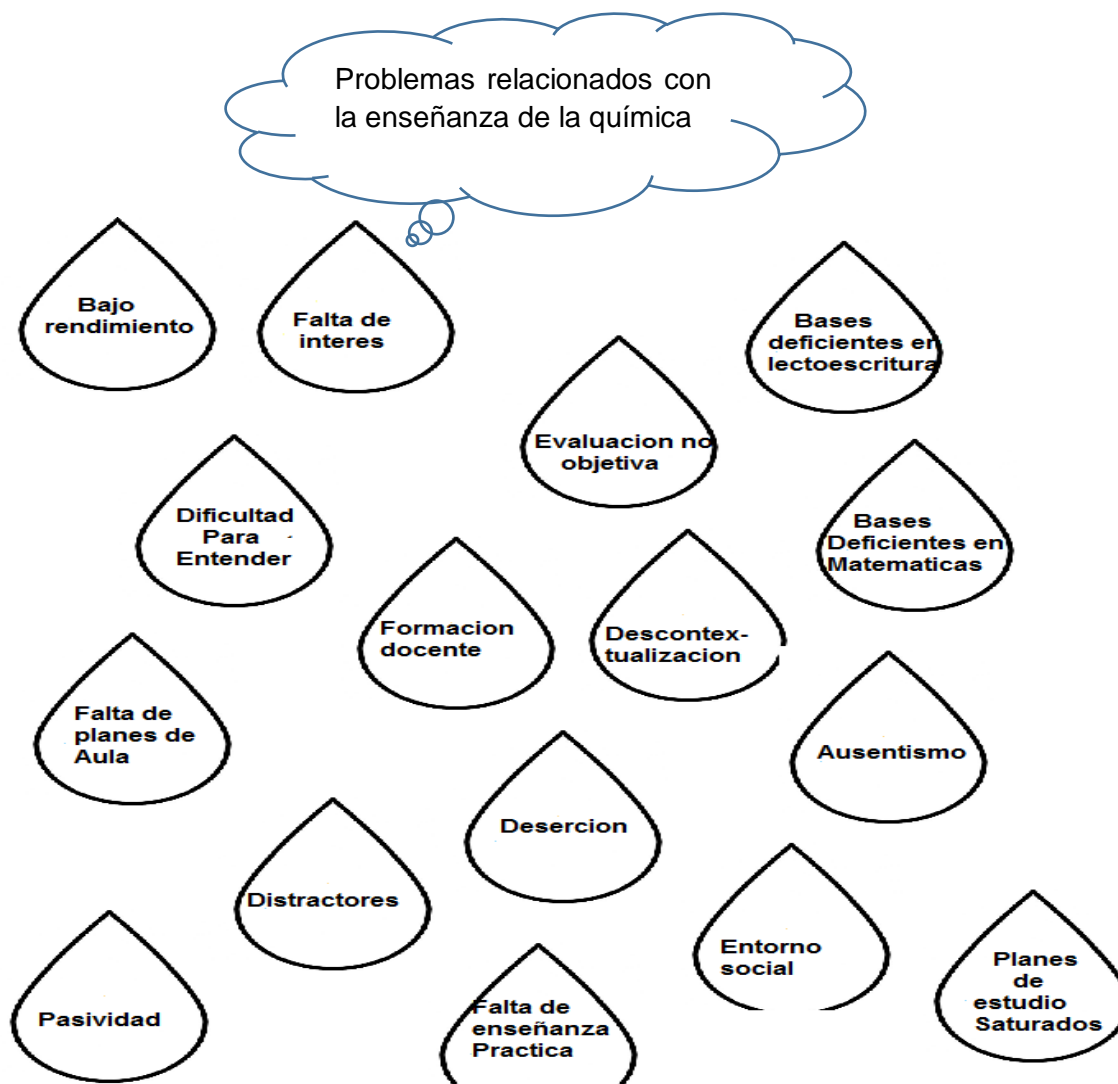 Problemas relacionados con
la enseñanza de la química
Bajo
rendimiento
Falta de
interes
Bases
deficientes en
lectoescritura
Evaluacion no
objetiva
Dificultad
Para
Entender
Bases
Deficientes en
Matematicas
Formacion
docente
Descontex-
tualizacion
Falta de
planes de
Aula
Ausentismo
Desercion
Distractores
Entorno
social
Planes
de
estudio
Saturados
Pasividad
Falta de
enseñanza
Practica